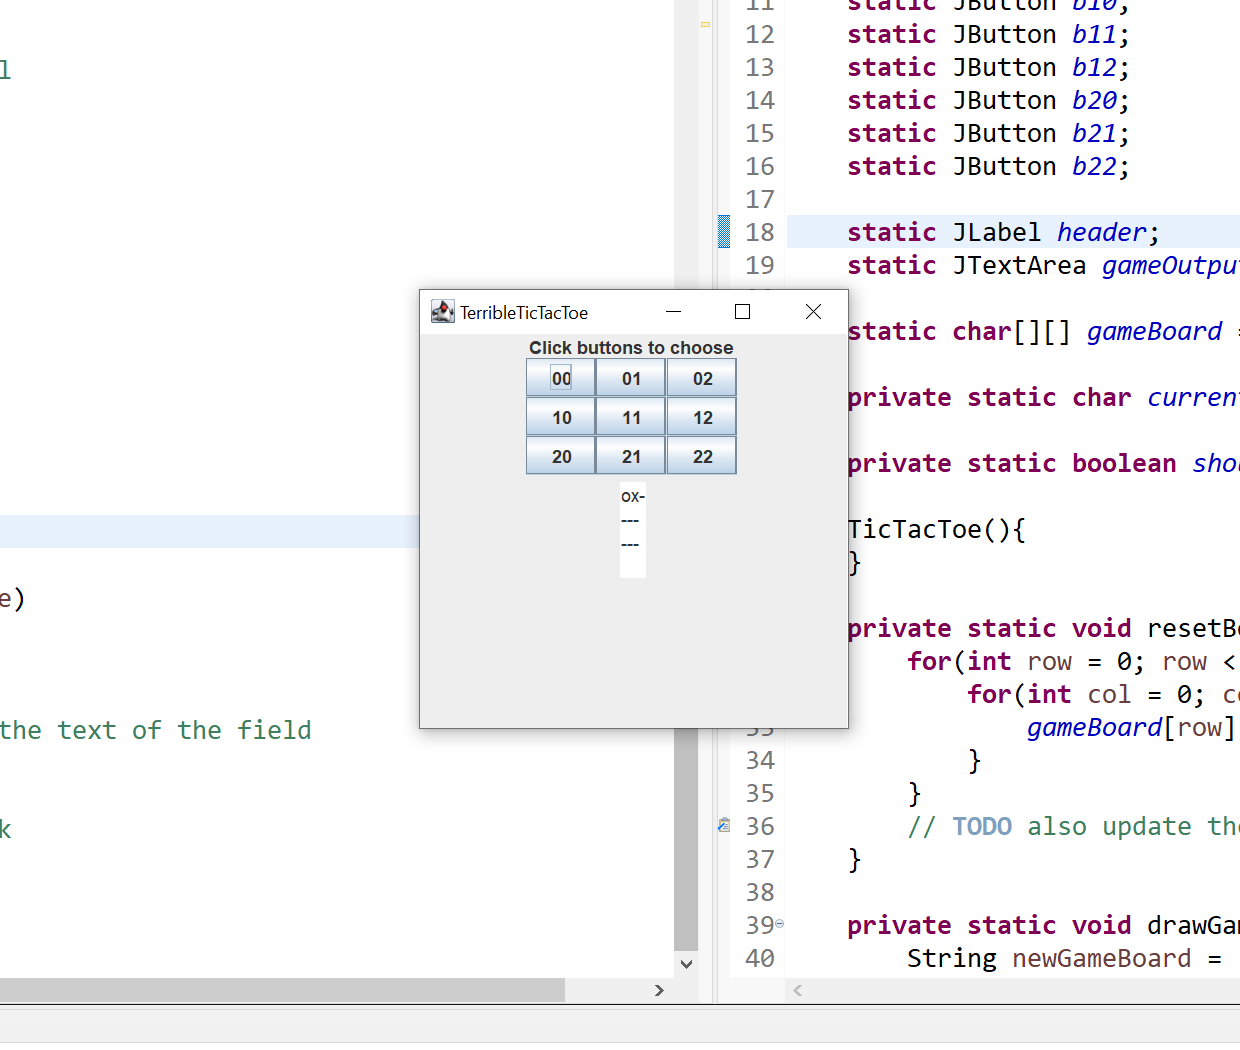 l
e)
the text of the field
k
11 static JButton b10;
12 static JButton b11;
13 static JButton b12;
14 static JButton b20;
15 static JButton b21;
16 static JButton b22;
17
18 static JLabel header;
19 static JTextArea gameOutpu
static char[][] gameBoard =
private static char curren
private static boolean sho
TicTacToe(){
}
private static void resetB
for(int row = 0; row <
for(int col = 0; c
33 gameBoard[row]
34 }
35 }
36 // TODO also update th
37 }
38
39 private static void drawGa
40 String newGameBoard =
TerribleTicTacToe
Click buttons to choose
00 01 02
10 11 12
20 21 22
ox-
---
---